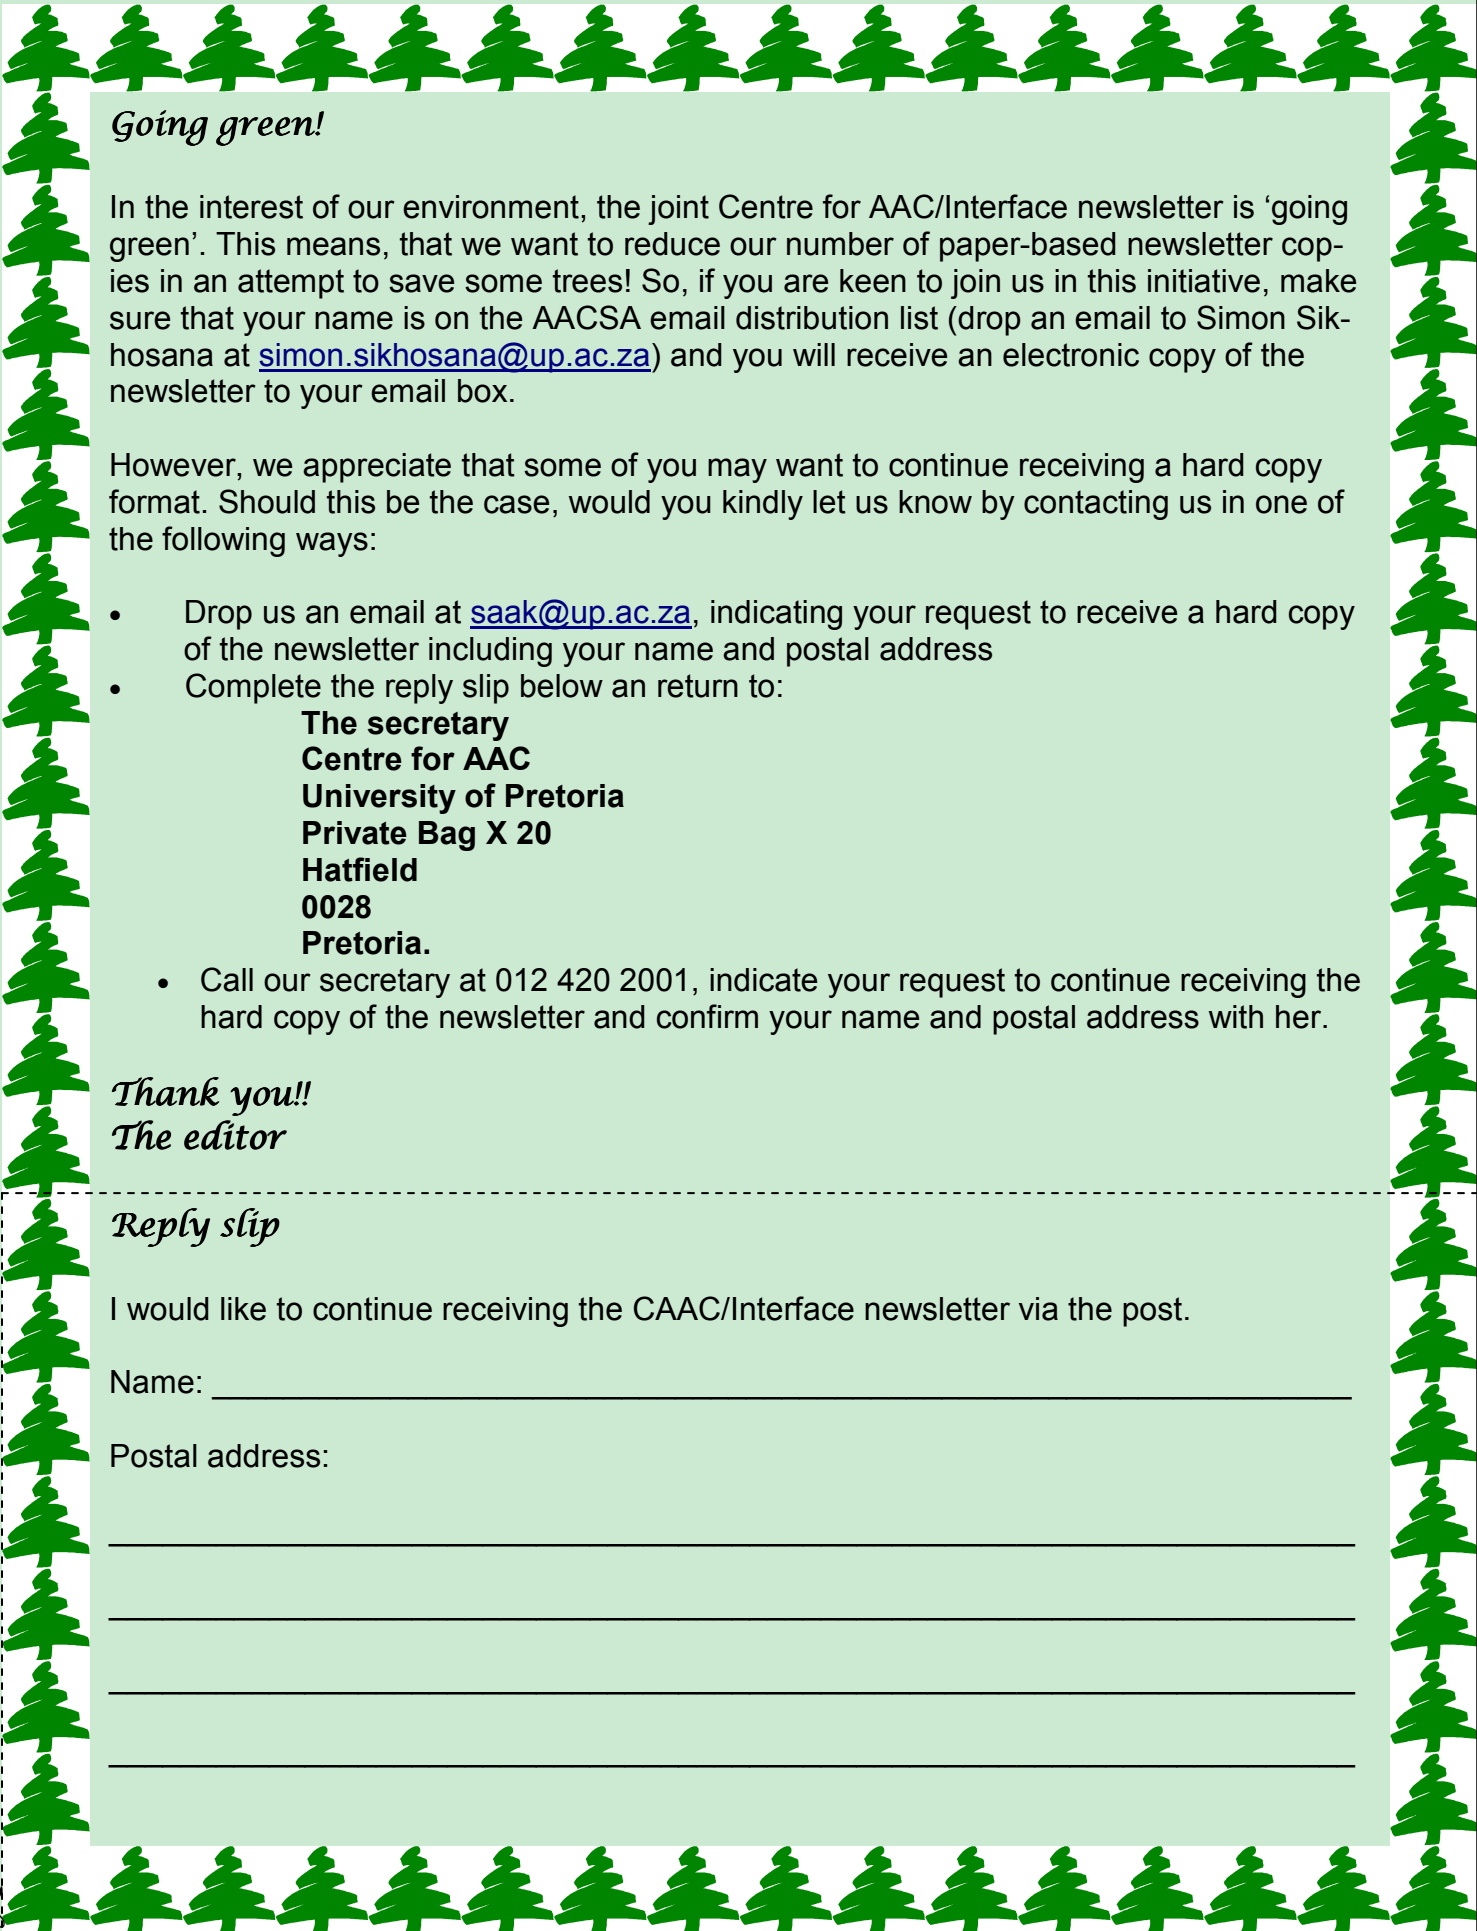 Going green!
In the interest of our environment, the joint Centre for AAC/Interface newsletter is ‘going
green’. This means, that we want to reduce our number of paper-based newsletter cop-
ies in an attempt to save some trees! So, if you are keen to join us in this initiative, make
sure that your name is on the AACSA email distribution list (drop an email to Simon Sik-
hosana at simon.sikhosana@up.ac.za) and you will receive an electronic copy of the
newsletter to your email box.
However, we appreciate that some of you may want to continue receiving a hard copy
format. Should this be the case, would you kindly let us know by contacting us in one of
the following ways:
• Drop us an email at saak@up.ac.za, indicating your request to receive a hard copy
of the newsletter including your name and postal address
• Complete the reply slip below an return to:
The secretary
Centre for AAC
University of Pretoria
Private Bag X 20
Hatfield
0028
Pretoria.
• Call our secretary at 012 420 2001, indicate your request to continue receiving the
hard copy of the newsletter and confirm your name and postal address with her.
Thank you!!
The editor
Reply slip
I would like to continue receiving the CAAC/Interface newsletter via the post.
Name: ____________________
Postal address: